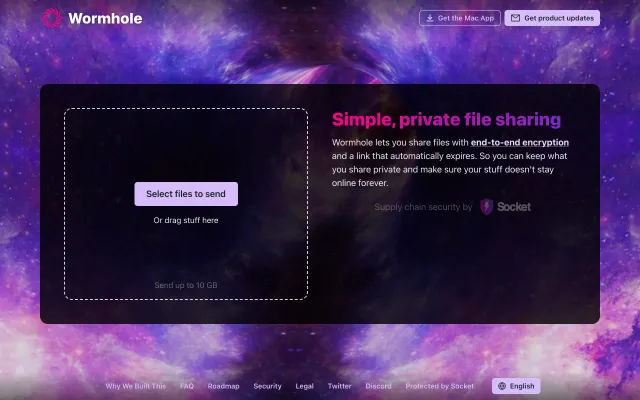 Wormhole
Get the Mac App
Get product updates
Select files to send
Or drag stuff here
Send up to 10 GB
Simple, private file sharing
Wormhole lets you share files with end-to-end encryption
and a link that automatically expires. So you can keep what
you share private and make sure your stuff doesn't stay
online forever.
Supply chain security by Socket
Why We Built This FAQ Roadmap Security Legal Twitter Discord Protected by Socket English